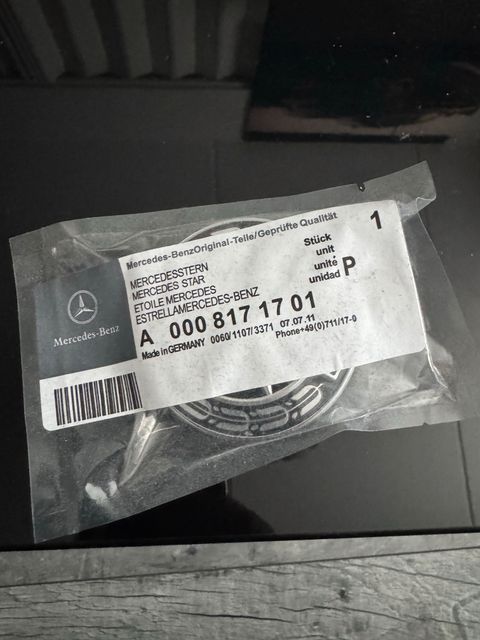 Mercedes-BenzOriginal-Teile/Geprüfte Qualität
1
MERCEDESSTERN
MERCEDES STAR
ETOILE MERCEDES
ESTRELLAMERCEDES-BENZ
Stück
unit
unité
unidad
P
A 000 817 17 01
Made in GERMANY 0060/1107/3371 07.07.11
Phone+49(0)711/17-0
Mercedes-Benz